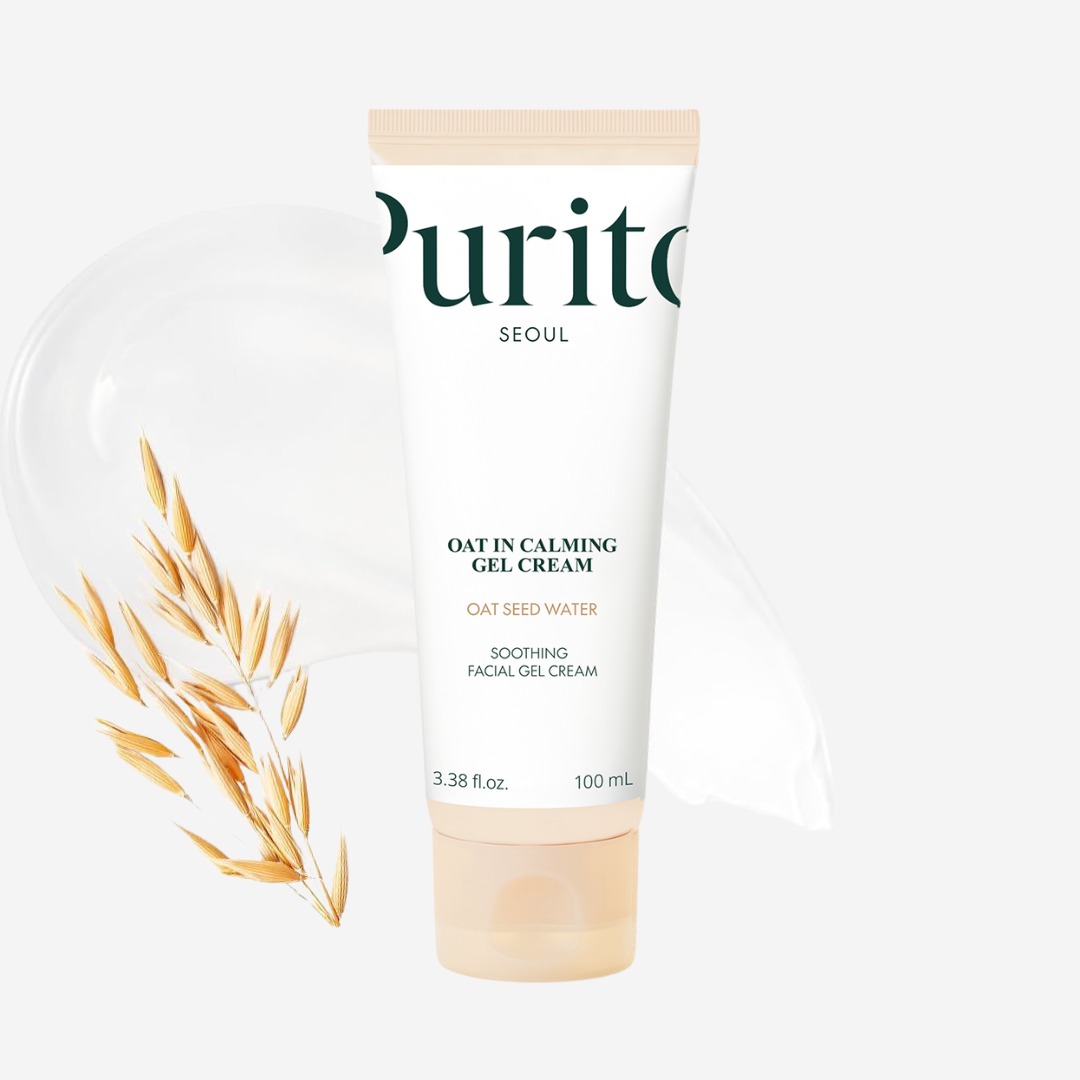 Purito
SEOUL
OAT IN CALMING
GEL CREAM
OAT SEED WATER
SOOTHING
FACIAL GEL CREAM
3.38 fl.oz. 100 mL